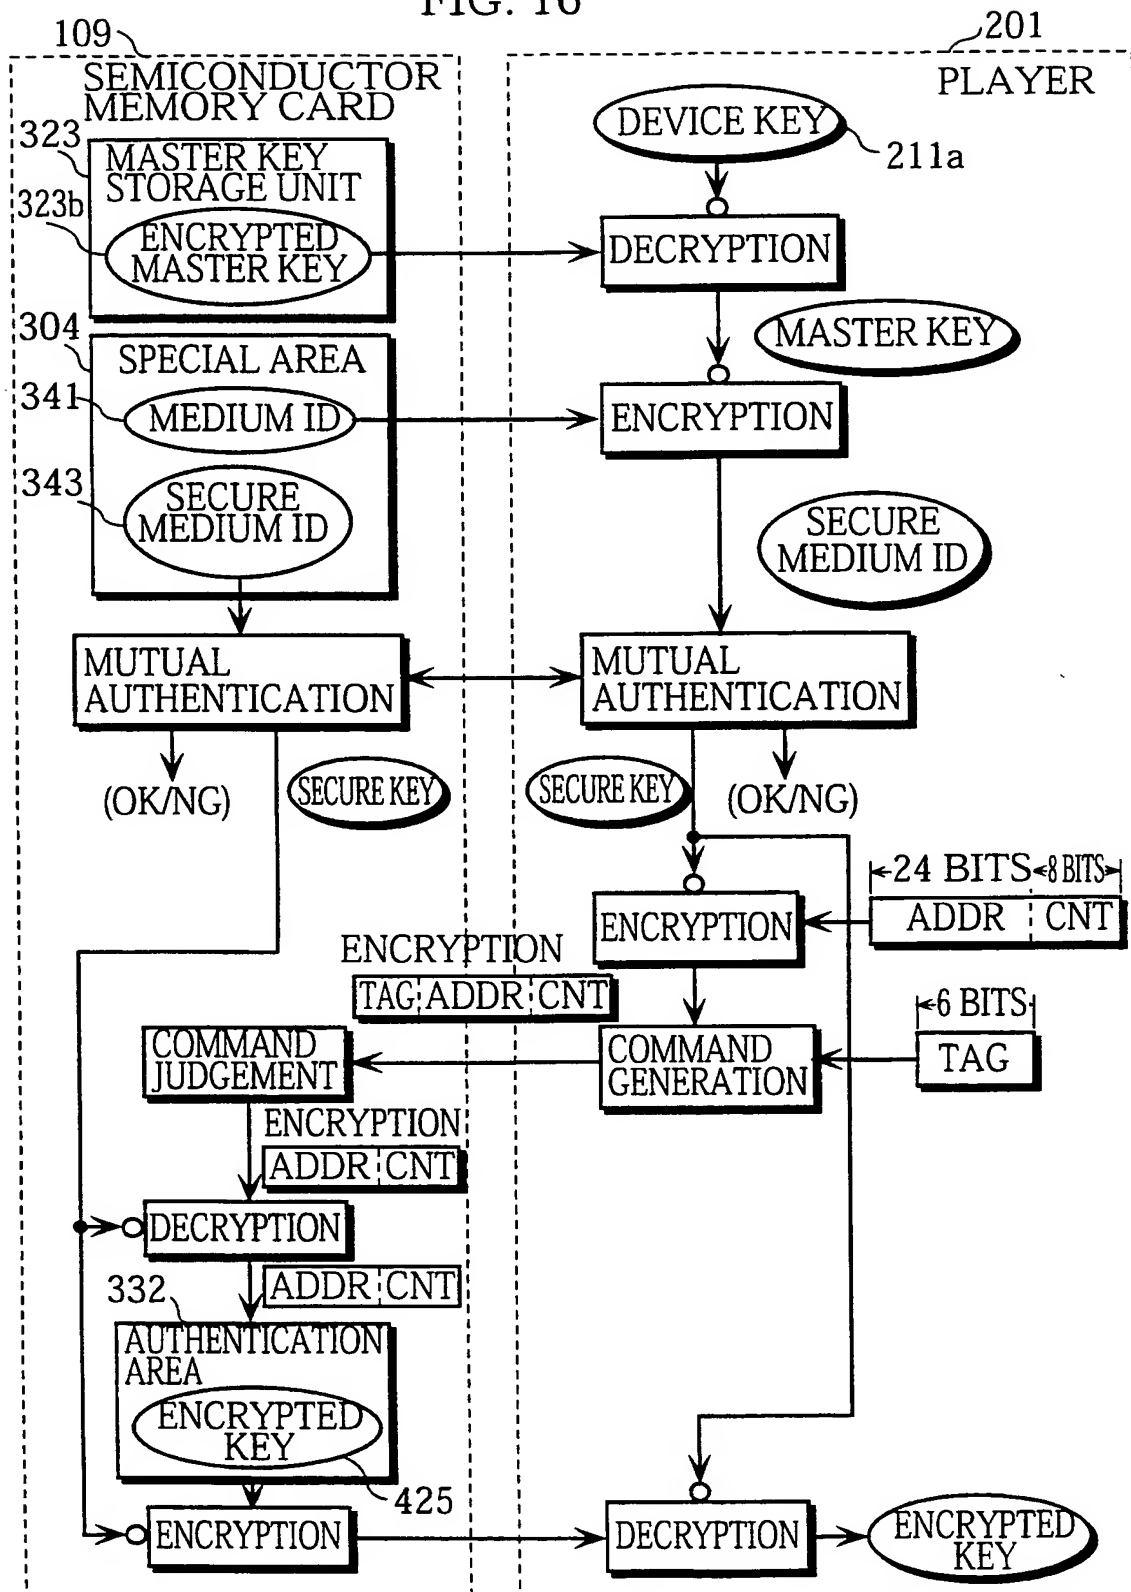 FIG. 16
109
201
SEMICONDUCTOR
MEMORY CARD
PLAYER
323
MASTER KEY
STORAGE UNIT
323b
ENCRYPTED
MASTER KEY
DEVICE KEY
211a
DECRYPTION
MASTER KEY
304
SPECIAL AREA
341
MEDIUM ID
ENCRYPTION
343
SECURE
MEDIUM ID
SECURE
MEDIUM ID
MUTUAL
AUTHENTICATION
MUTUAL
AUTHENTICATION
(OK/NG)
SECURE KEY
SECURE KEY
(OK/NG)
24 BITS
8 BITS
ENCRYPTION
ADDR CNT
ENCRYPTION
TAG ADDR CNT
6 BITS
COMMAND
JUDGEMENT
COMMAND
GENERATION
TAG
ENCRYPTION
ADDR CNT
DECRYPTION
ADDR CNT
332
AUTHENTICATION
AREA
ENCRYPTED
KEY
425
ENCRYPTION
DECRYPTION
ENCRYPTED
KEY